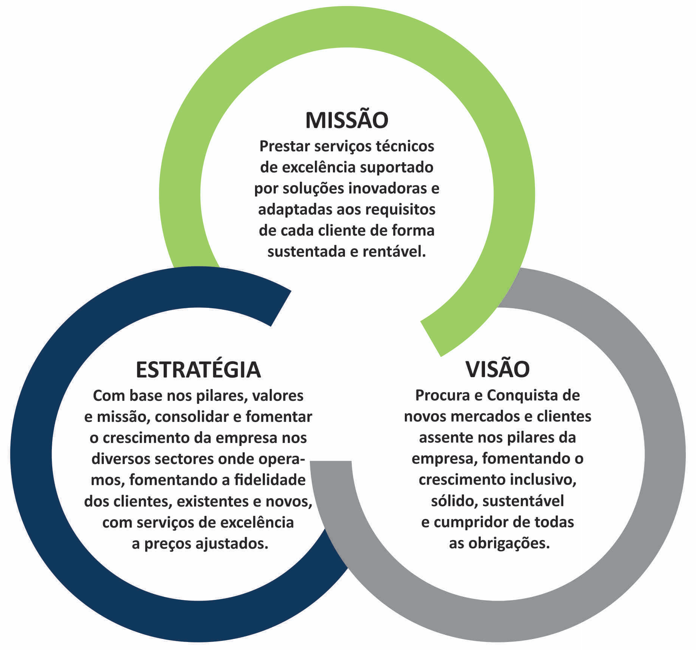 MISSÃO
Prestar serviços técnicos
de excelência suportado
por soluções inovadoras e
adaptadas aos requisitos
de cada cliente de forma
sustentada e rentável.
ESTRATÉGIA
Com base nos pilares, valores
e missão, consolidar e fomentar
o crescimento da empresa nos
diversos sectores onde opera-
mos, fomentando a fidelidade
dos clientes, existentes e novos,
com serviços de excelência
a preços ajustados.
VISÃO
Procura e Conquista de
novos mercados e clientes
assente nos pilares da
empresa, fomentando o
crescimento inclusivo,
sólido, sustentável
e cumpridor de todas
as obrigações.